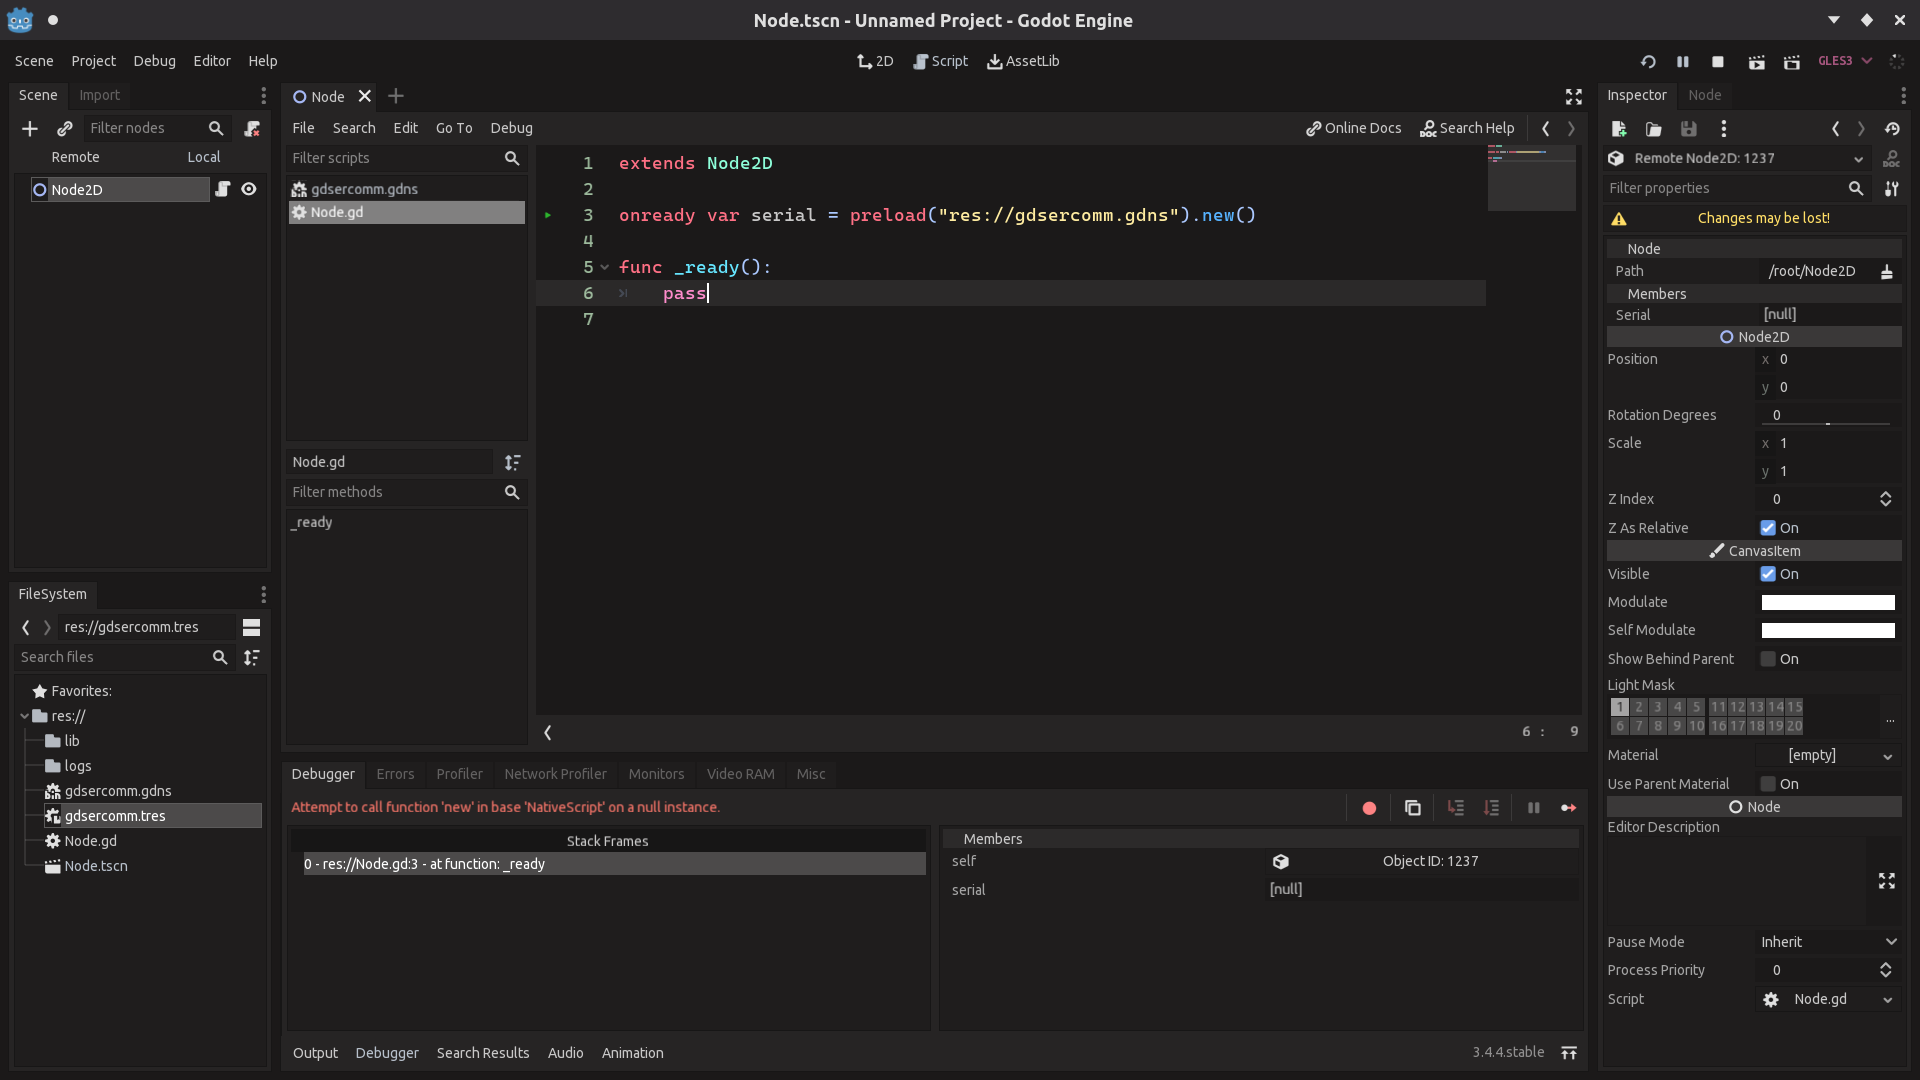 Node.tscn - Unnamed Project - Godot Engine
Scene Project Debug Editor Help
2D Script AssetLib
GLES3
Scene Import
Filter nodes
Remote Local
Node2D
Node
File Search Edit Go To Debug
Online Docs Search Help
Filter scripts
gdsercomm.gdns
Node.gd
Node.gd
Filter methods
_ready
1 extends Node2D
2
3 onready var serial = preload("res://gdsercomm.gdns").new()
4
5 func _ready():
6 pass
7
6 : 9
FileSystem
res://gdsercomm.tres
Search files
Favorites:
res://
lib
logs
gdsercomm.gdns
gdsercomm.tres
Node.gd
Node.tscn
Debugger Errors Profiler Network Profiler Monitors Video RAM Misc
Attempt to call function 'new' in base 'NativeScript' on a null instance.
Stack Frames
0 - res://Node.gd:3 - at function: _ready
Members
self Object ID: 1237
serial [null]
Output Debugger Search Results Audio Animation
3.4.4.stable
Inspector Node
DOC
Remote Node2D: 1237
Filter properties
Changes may be lost!
Node
Path /root/Node2D
Members
Serial [null]
Node2D
Position x 0
y 0
Rotation Degrees 0
Scale x 1
y 1
Z Index 0
Z As Relative On
CanvasItem
Visible On
Modulate
Self Modulate
Show Behind Parent On
Light Mask
1 2 3 4 5 11 12 13 14 15
6 7 8 9 10 16 17 18 19 20
...
Material [empty]
Use Parent Material On
Node
Editor Description
Pause Mode Inherit
Process Priority 0
Script Node.gd